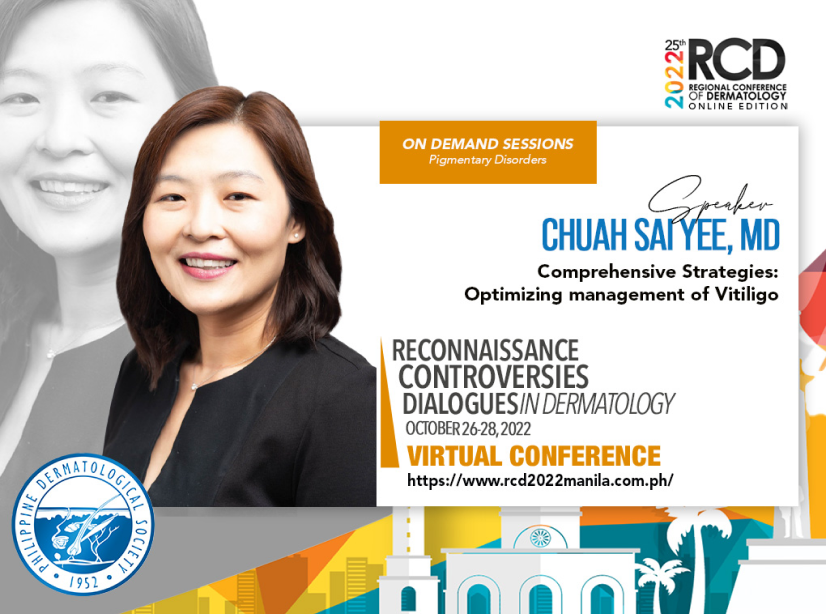 25th
2022
RCD
REGIONAL CONFERENCE
OF DERMATOLOGY
ONLINE EDITION
ON DEMAND SESSIONS
Pigmentary Disorders
Speaker
CHUAH SAI YEE, MD
Comprehensive Strategies:
Optimizing management of Vitiligo
RECONNAISSANCE
CONTROVERSIES
DIALOGUES IN DERMATOLOGY
OCTOBER 26-28, 2022
VIRTUAL CONFERENCE
https://www.rcd2022manila.com.ph/
PHILIPPINE DERMATOLOGICAL SOCIETY
• 1952 •